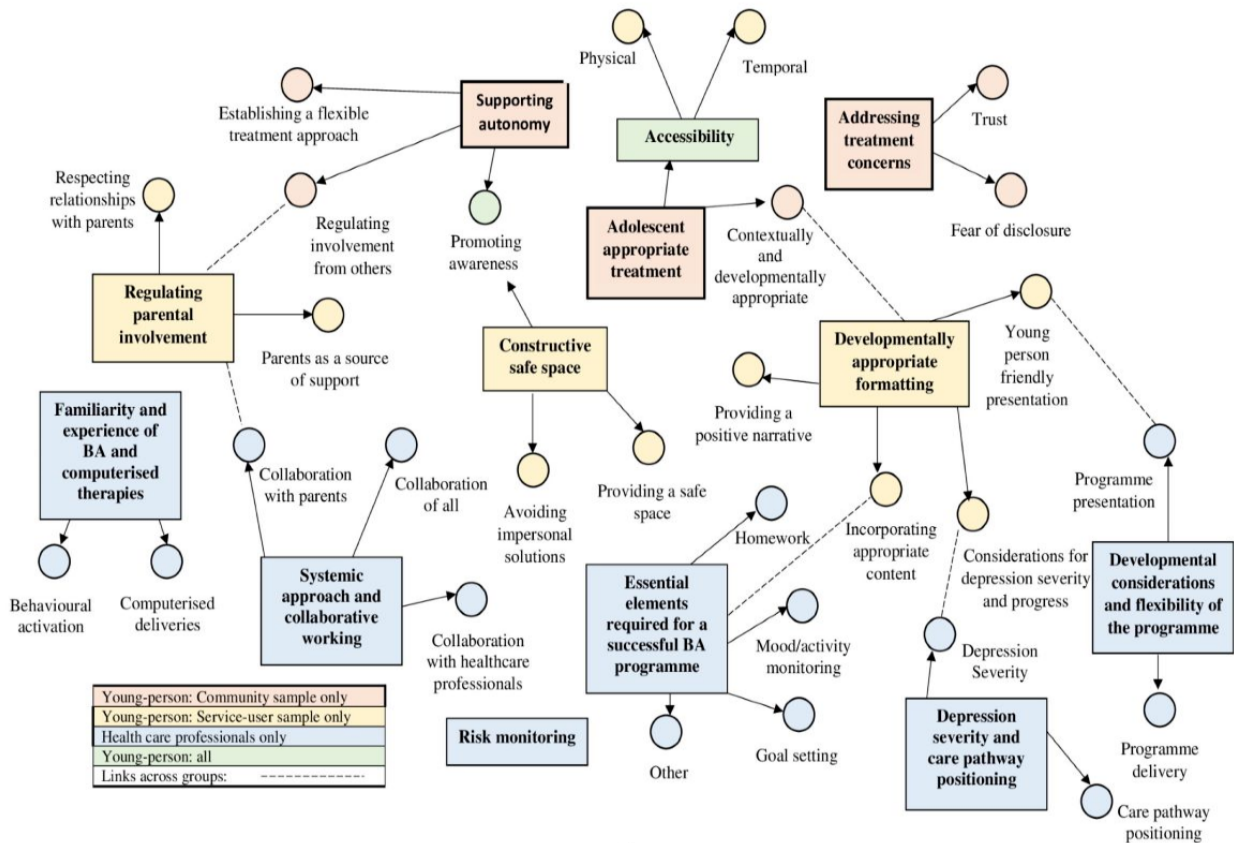 Physical
Temporal
Establishing a flexible
treatment approach
Supporting
autonomy
Accessibility
Addressing
treatment
concerns
Trust
Respecting
relationships
with parents
Regulating
involvement
from others
Promoting
awareness
Adolescent
appropriate
treatment
Contextually and
developmentally
appropriate
Fear of disclosure
Regulating
parental
involvement
Parents as a source
of support
Constructive
safe space
Developmentally
appropriate
formatting
Young
person
friendly
presentation
Providing a
positive narrative
Familiarity and
experience of
BA and
computerised
therapies
Collaboration
with parents
Collaboration
of all
Avoiding
impersonal
solutions
Providing a safe
space
Homework
Incorporating
appropriate
content
Considerations for
depression severity
and progress
Programme
presentation
Behavioural
activation
Computerised
deliveries
Systemic
approach and
collaborative
working
Collaboration
with healthcare
professionals
Essential
elements
required for a
successful BA
programme
Mood/activity
monitoring
Depression
Severity
Developmental
considerations
and flexibility of
the programme
Young-person: Community sample only
Young-person: Service-user sample only
Health care professionals only
Young-person: all
Links across groups:
Risk monitoring
Other
Goal setting
Depression
severity and
care pathway
positioning
Programme
delivery
Care pathway
positioning